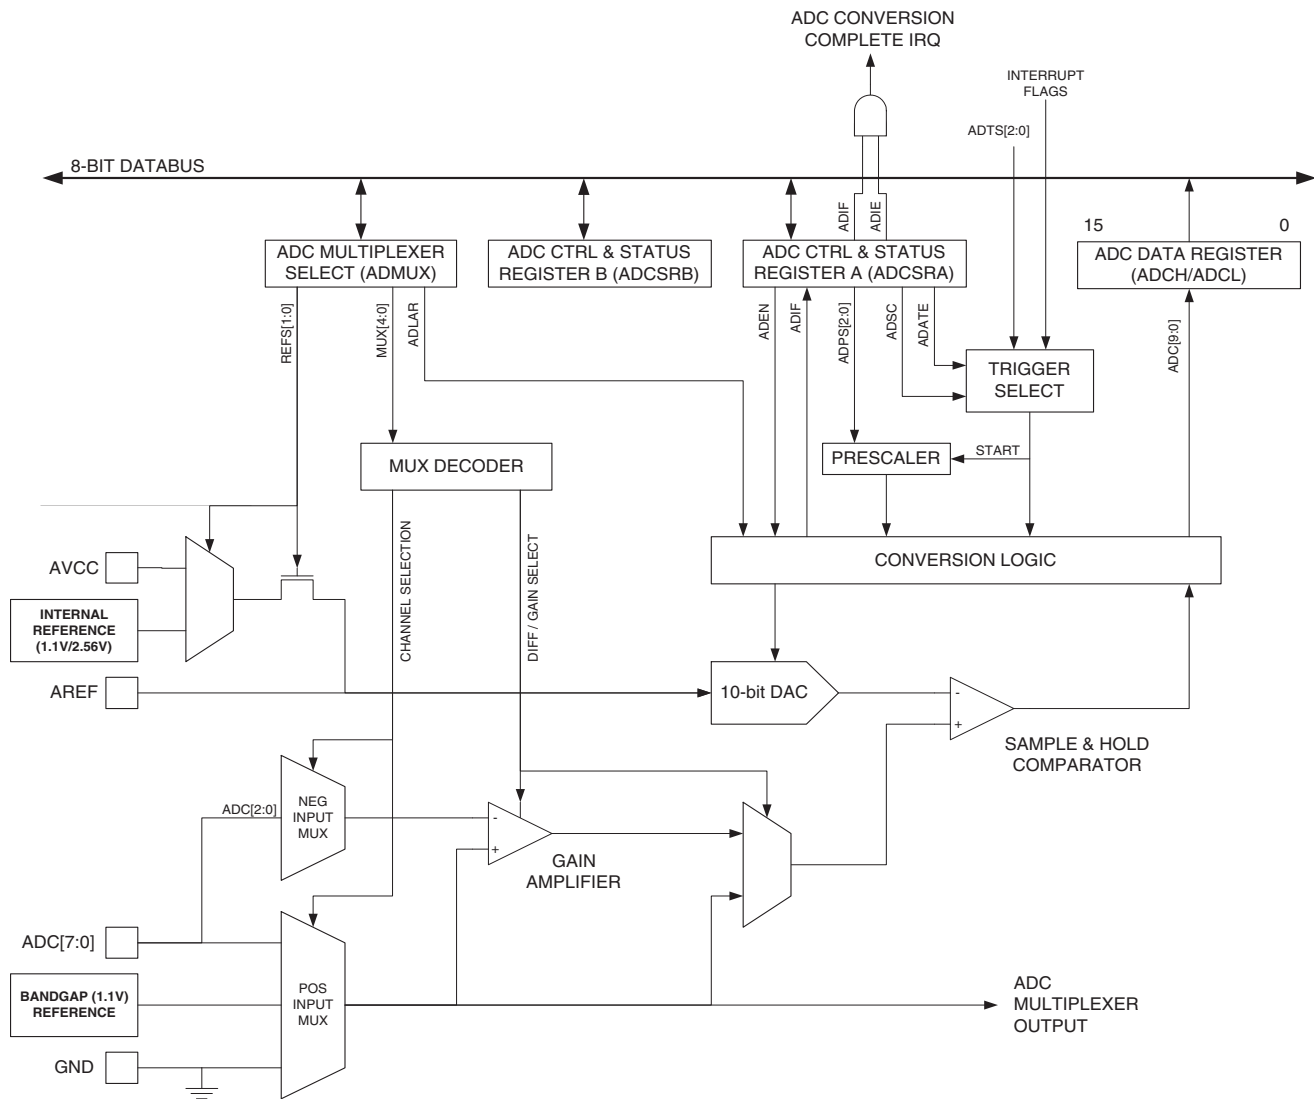 ADC CONVERSION
COMPLETE IRQ
INTERRUPT
FLAGS
ADTS[2:0]
8-BIT DATABUS
ADIF
ADIE
15
0
ADC MULTIPLEXER
SELECT (ADMUX)
ADC CTRL & STATUS
REGISTER B (ADCSRB)
ADC CTRL & STATUS
REGISTER A (ADCSRA)
ADC DATA REGISTER
(ADCH/ADCL)
REFS[1:0]
MUX[4:0]
ADLAR
ADEN
ADIF
ADPS[2:0]
ADSC
ADATE
ADC[9:0]
TRIGGER
SELECT
MUX DECODER
PRESCALER
START
CHANNEL SELECTION
DIFF / GAIN SELECT
CONVERSION LOGIC
AVCC
INTERNAL
REFERENCE
(1.1V/2.56V)
AREF
10-bit DAC
-
+
SAMPLE & HOLD
COMPARATOR
ADC[2:0]
NEG
INPUT
MUX
-
+
GAIN
AMPLIFIER
ADC[7:0]
BANDGAP (1.1V)
REFERENCE
POS
INPUT
MUX
ADC
MULTIPLEXER
OUTPUT
GND